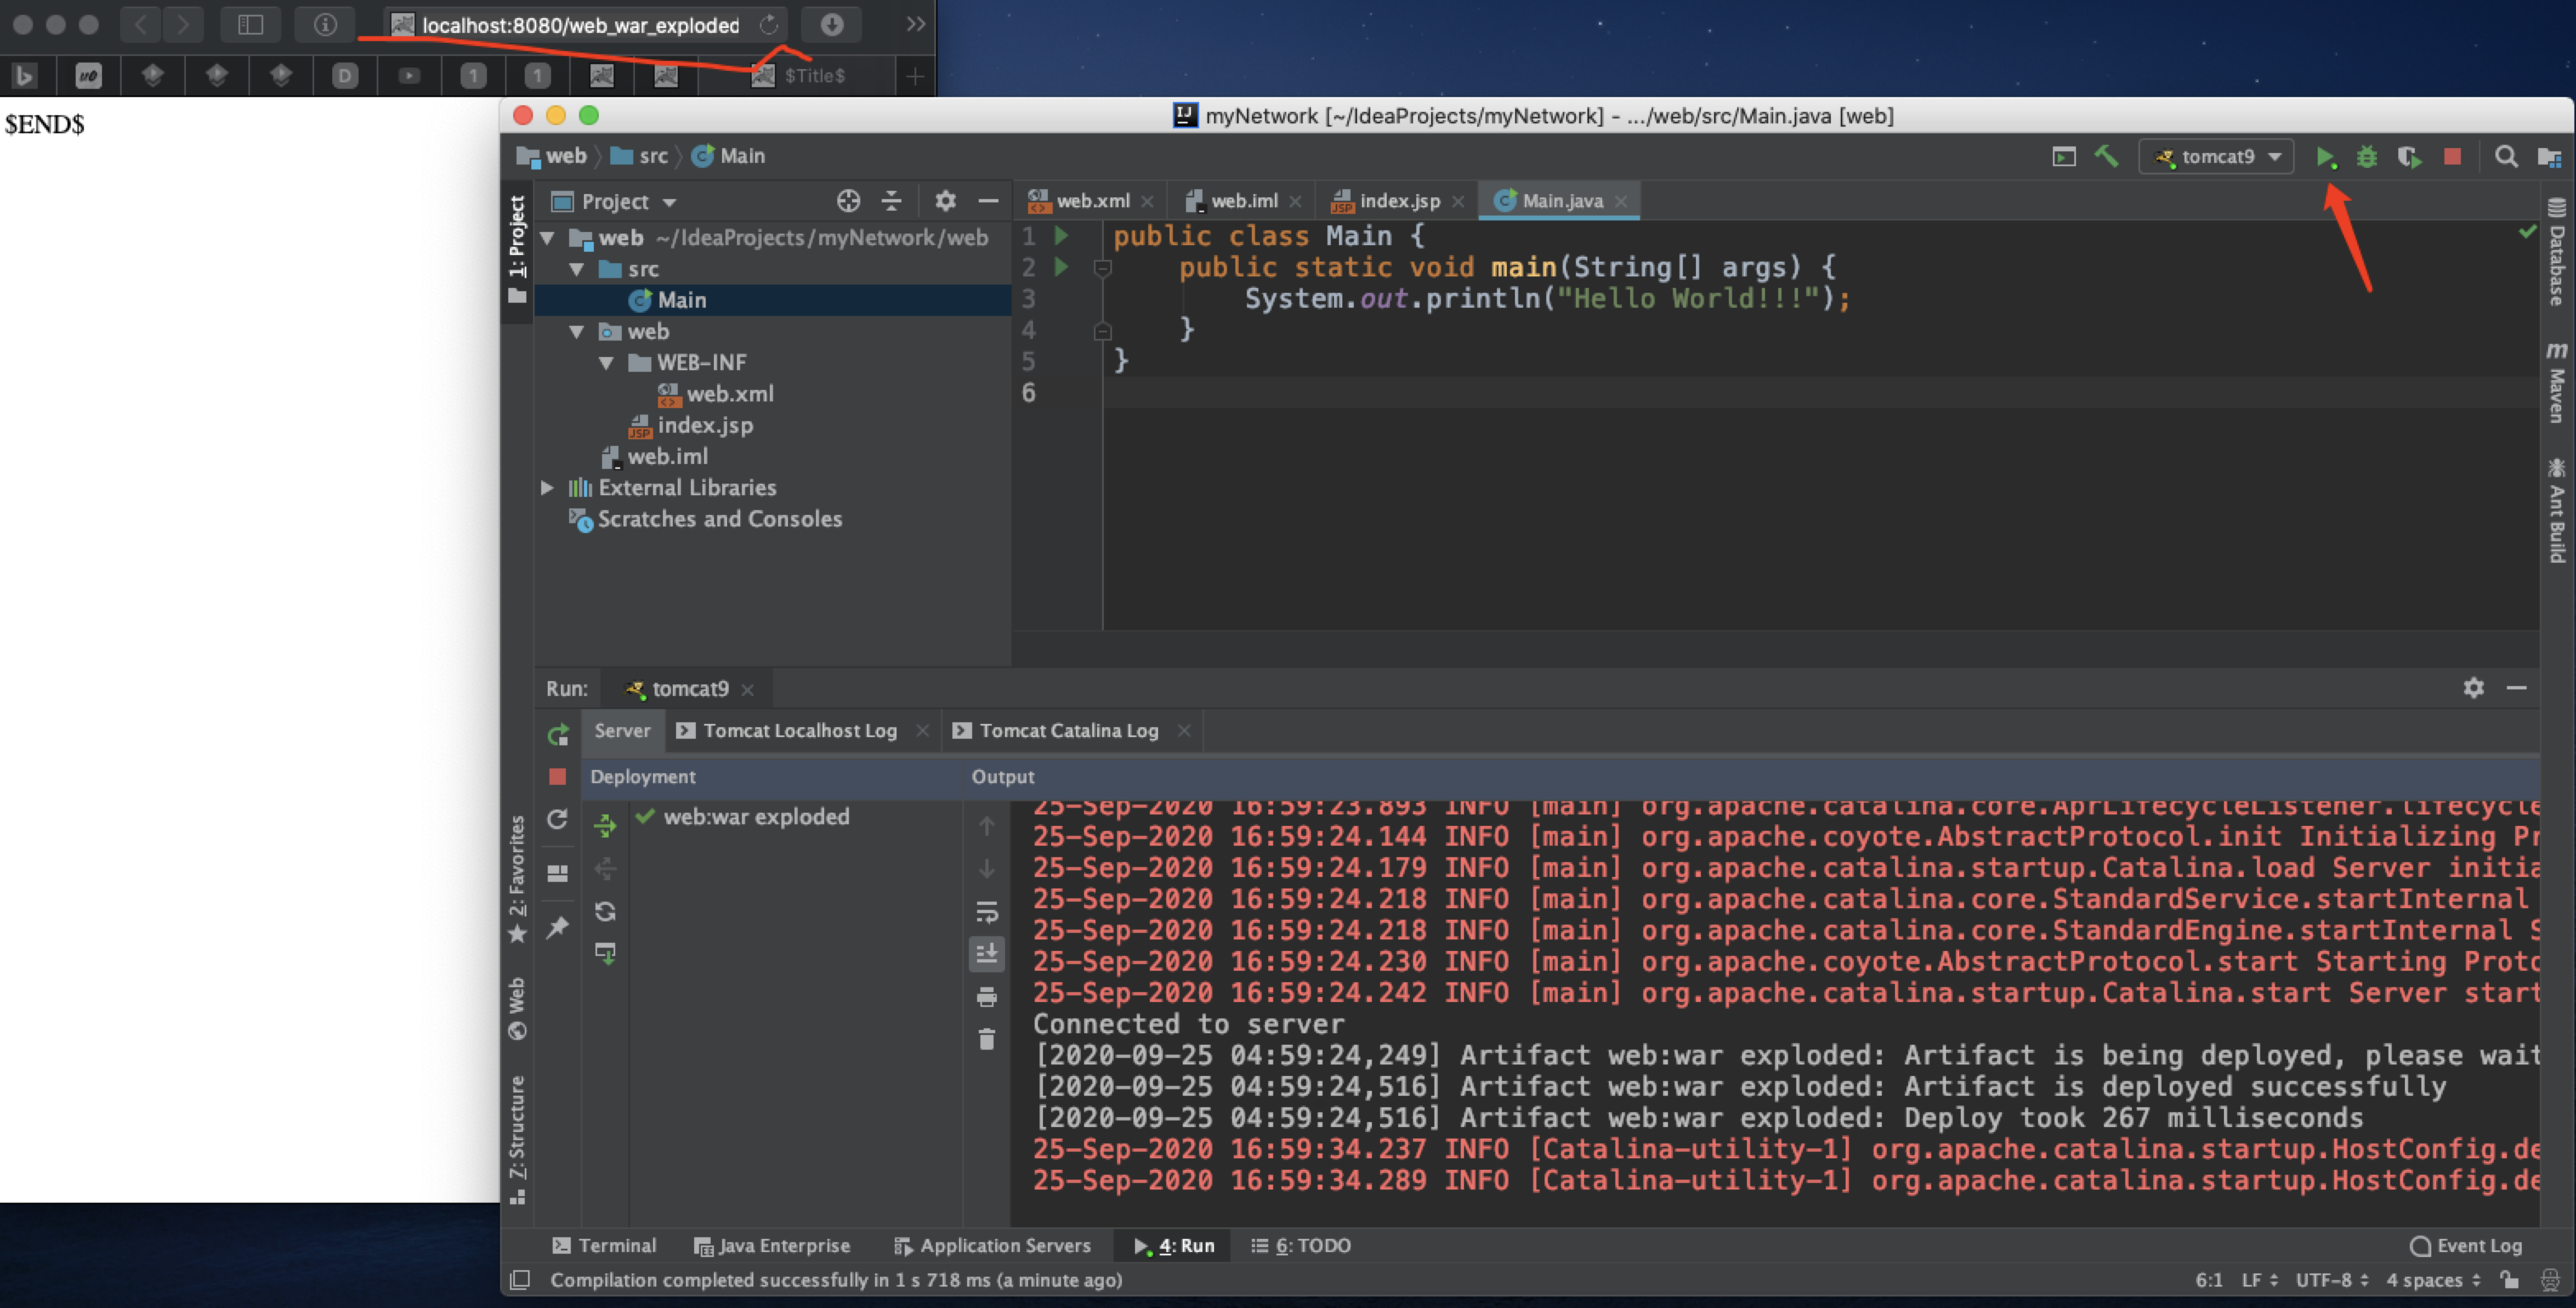 localhost:8080/web_war_exploded
D
1
1
$Title$
$END$
myNetwork [~/IdeaProjects/myNetwork] - .../web/src/Main.java [web]
web
src
Main
tomcat9
1: Project
Project
web.xml
web.iml
index.jsp
Main.java
web ~/IdeaProjects/myNetwork/web
src
Main
web
WEB-INF
web.xml
index.jsp
web.iml
External Libraries
Scratches and Consoles
1 public class Main {
2 public static void main(String[] args) {
3 System.out.println("Hello World!!!");
4 }
5 }
6
Database
Maven
Ant Build
Run: tomcat9
Server
Tomcat Localhost Log
Tomcat Catalina Log
Deployment
Output
web:war exploded
25-Sep-2020 16:59:23.893 INFO [main] org.apache.catalina.core.AprLifecycleListener.lifecycle
25-Sep-2020 16:59:24.144 INFO [main] org.apache.coyote.AbstractProtocol.init Initializing Pr
25-Sep-2020 16:59:24.179 INFO [main] org.apache.catalina.startup.Catalina.load Server initia
25-Sep-2020 16:59:24.218 INFO [main] org.apache.catalina.core.StandardService.startInternal
25-Sep-2020 16:59:24.218 INFO [main] org.apache.catalina.core.StandardEngine.startInternal S
25-Sep-2020 16:59:24.230 INFO [main] org.apache.coyote.AbstractProtocol.start Starting Proto
25-Sep-2020 16:59:24.242 INFO [main] org.apache.catalina.startup.Catalina.start Server start
Connected to server
[2020-09-25 04:59:24,249] Artifact web:war exploded: Artifact is being deployed, please wait
[2020-09-25 04:59:24,516] Artifact web:war exploded: Artifact is deployed successfully
[2020-09-25 04:59:24,516] Artifact web:war exploded: Deploy took 267 milliseconds
25-Sep-2020 16:59:34.237 INFO [Catalina-utility-1] org.apache.catalina.startup.HostConfig.de
25-Sep-2020 16:59:34.289 INFO [Catalina-utility-1] org.apache.catalina.startup.HostConfig.de
2: Favorites
Web
Z: Structure
Terminal
Java Enterprise
Application Servers
4: Run
6: TODO
Event Log
Compilation completed successfully in 1 s 718 ms (a minute ago)
6:1 LF UTF-8 4 spaces